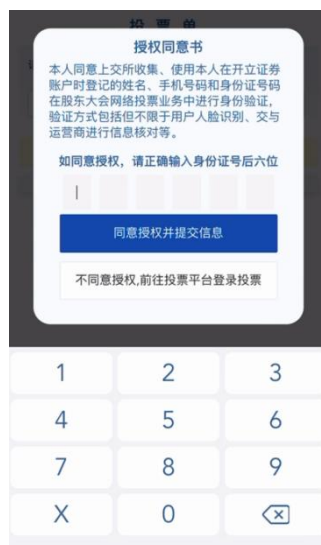 投票单
授权同意书
本人同意上交所收集、使用本人在开立证券
账户时登记的姓名、手机号码和身份证号码
在股东大会网络投票业务中进行身份验证，
验证方式包括但不限于用户人脸识别、交与
运营商进行信息核对等。
如同意授权，请正确输入身份证号后六位
同意授权并提交信息
不同意授权,前往投票平台登录投票
1 2 3
4 5 6
7 8 9
X 0